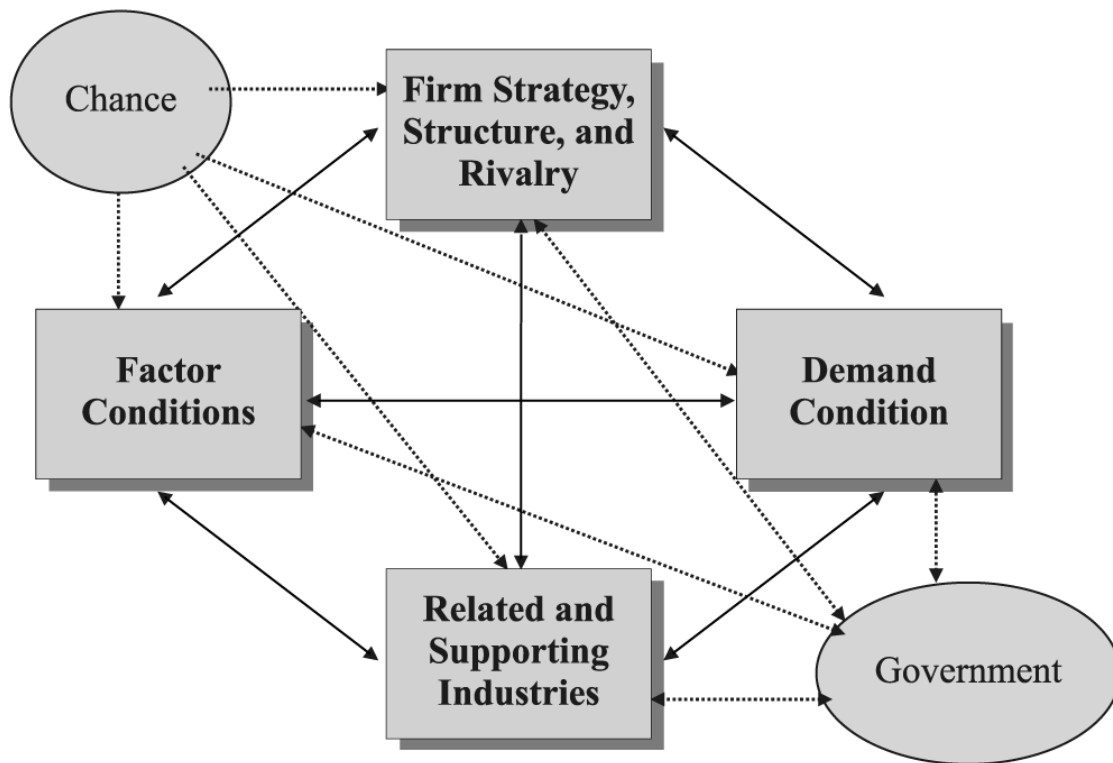 Chance
Firm Strategy,
Structure, and
Rivalry
Factor
Conditions
Demand
Condition
Related and
Supporting
Industries
Government